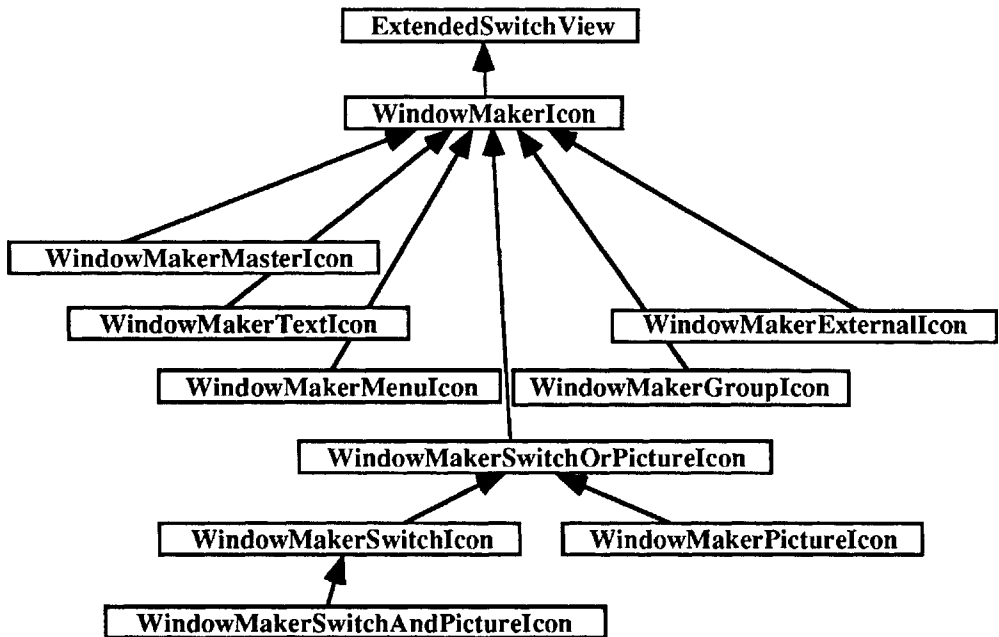 ExtendedSwitchView
WindowMakerIcon
WindowMakerMasterIcon
WindowMakerTextIcon
WindowMakerExternalIcon
WindowMakerMenuIcon
WindowMakerGroupIcon
WindowMakerSwitchOrPictureIcon
WindowMakerSwitchIcon
WindowMakerPictureIcon
WindowMakerSwitchAndPictureIcon